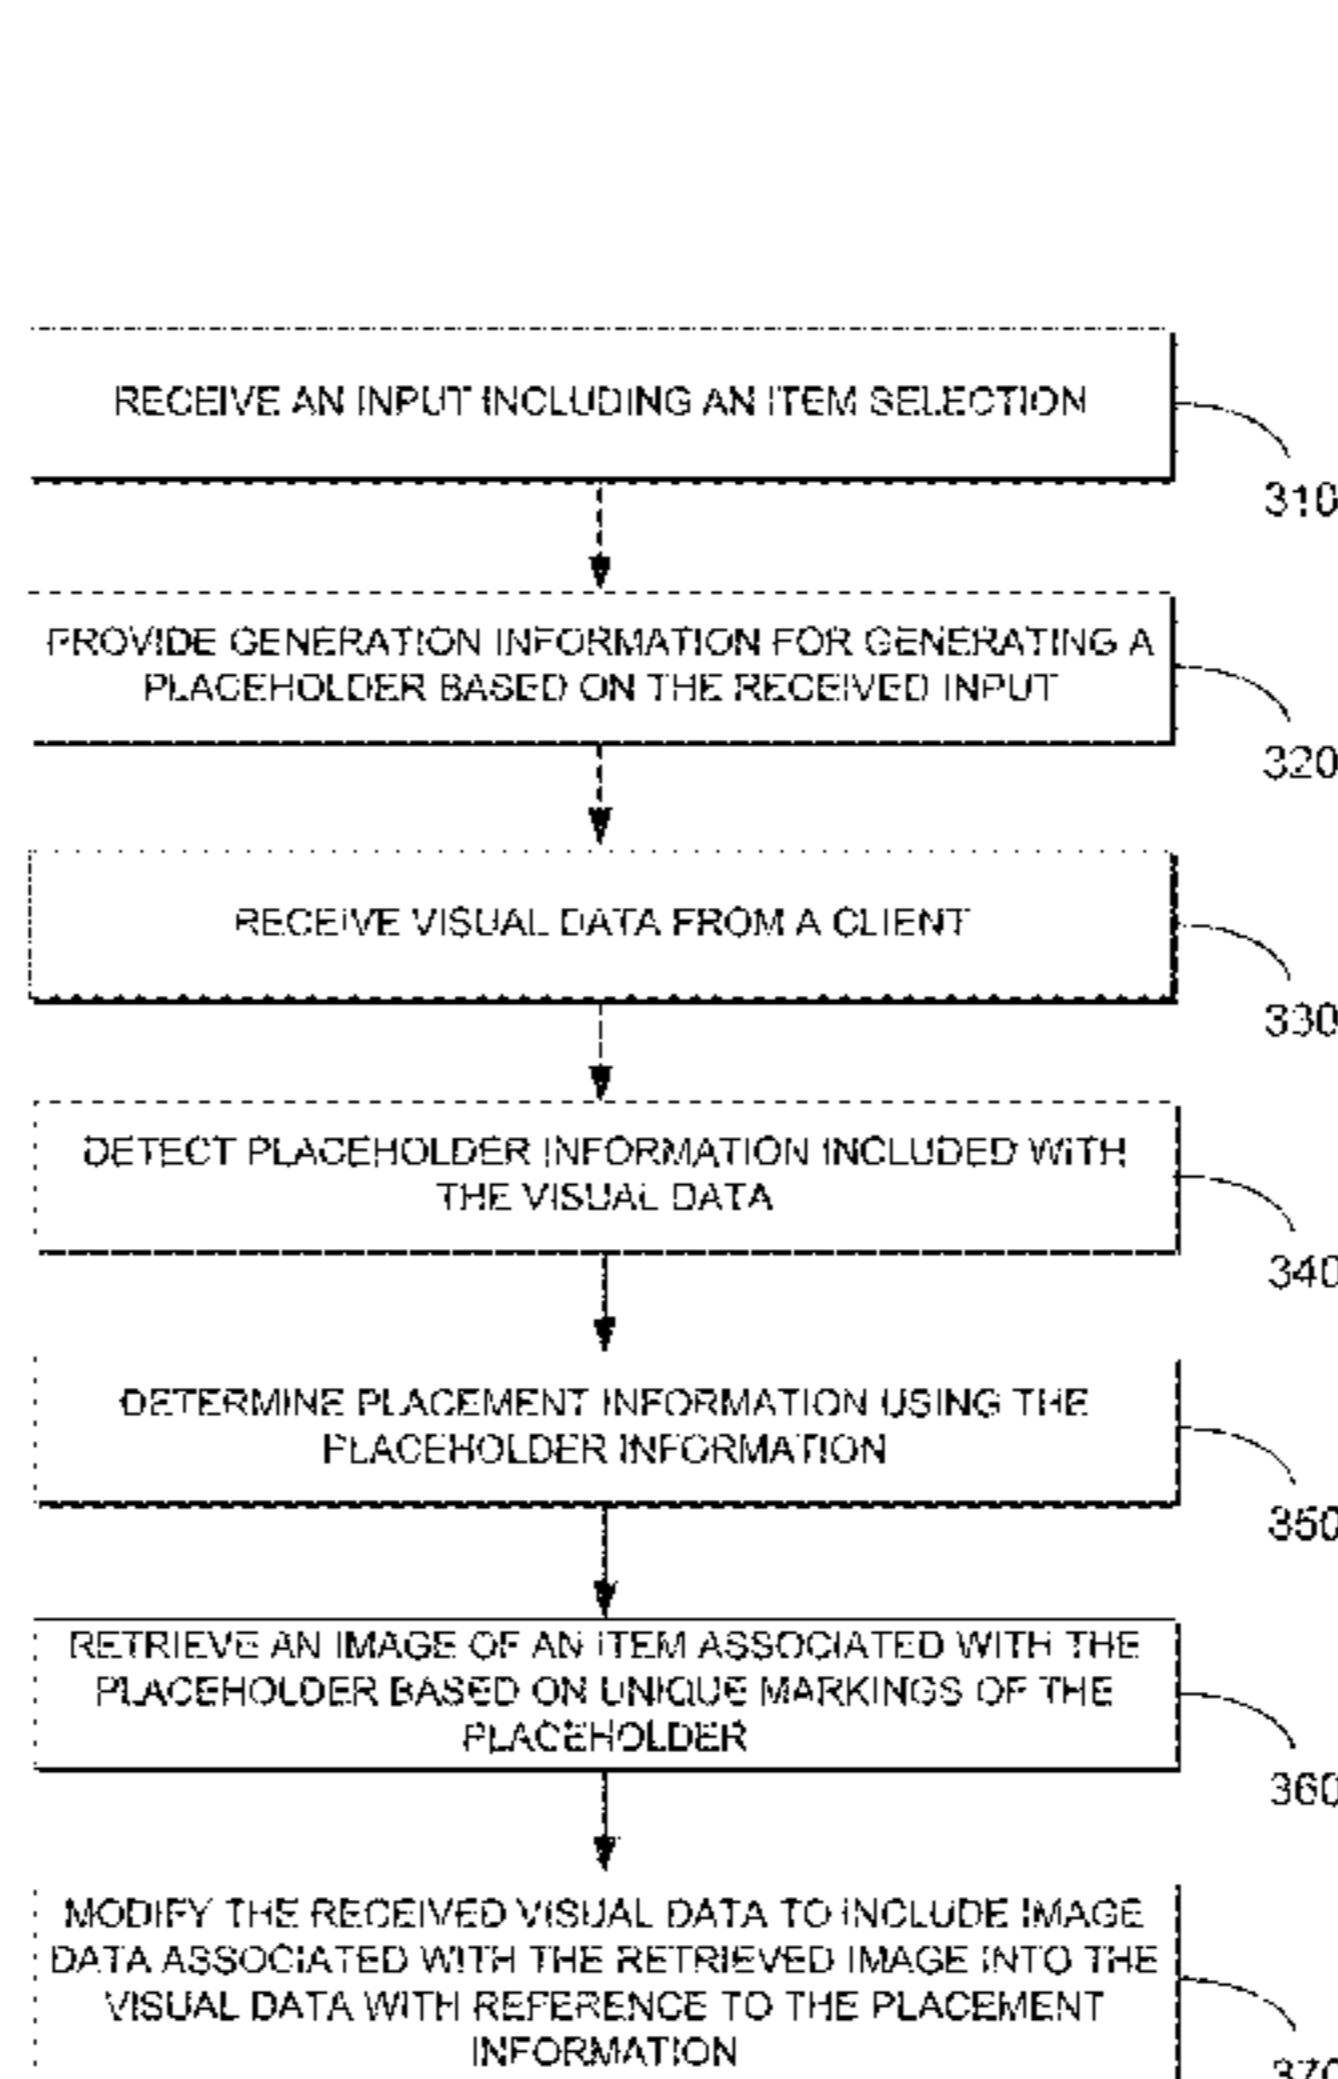 RECEIVE AN INPUT INCLUDING AN ITEM SELECTION
310
PROVIDE GENERATION INFORMATION FOR GENERATING A
PLACEHOLDER BASED ON THE RECEIVED INPUT
320
RECEIVE VISUAL DATA FROM A CLIENT
330
DETECT PLACEHOLDER INFORMATION INCLUDED WITH
THE VISUAL DATA
340
DETERMINE PLACEMENT INFORMATION USING THE
PLACEHOLDER INFORMATION
350
RETRIEVE AN IMAGE OF AN ITEM ASSOCIATED WITH THE
PLACEHOLDER BASED ON UNIQUE MARKINGS OF THE
PLACEHOLDER
360
MODIFY THE RECEIVED VISUAL DATA TO INCLUDE IMAGE
DATA ASSOCIATED WITH THE RETRIEVED IMAGE INTO THE
VISUAL DATA WITH REFERENCE TO THE PLACEMENT
INFORMATION
370